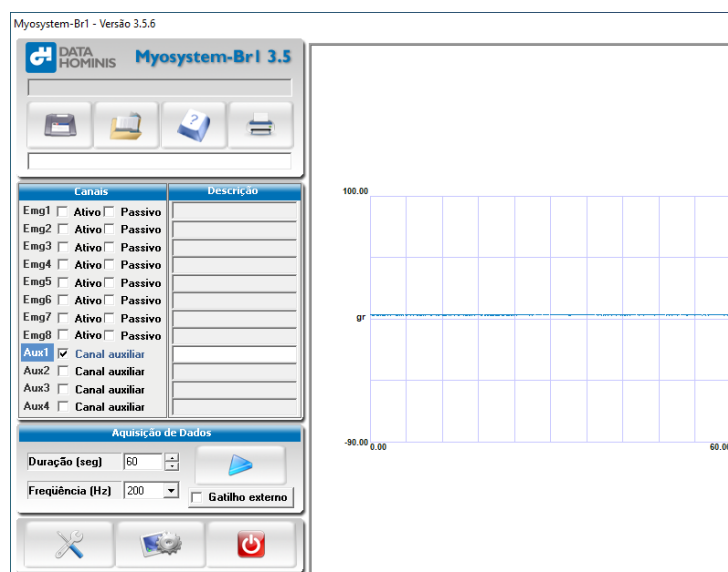 Myosystem-Br1 - Versão 3.5.6
DATA HOMINIS
Myosystem-Br1 3.5
Canais Descrição
Emg1 Ativo Passivo
Emg2 Ativo Passivo
Emg3 Ativo Passivo
Emg4 Ativo Passivo
Emg5 Ativo Passivo
Emg6 Ativo Passivo
Emg7 Ativo Passivo
Emg8 Ativo Passivo
Aux1 Canal auxiliar
Aux2 Canal auxiliar
Aux3 Canal auxiliar
Aux4 Canal auxiliar
Aquisição de Dados
Duração (seg) 60
Freqüência (Hz) 200
Gatilho externo
100.00
gr
-90.00 0.00 60.00